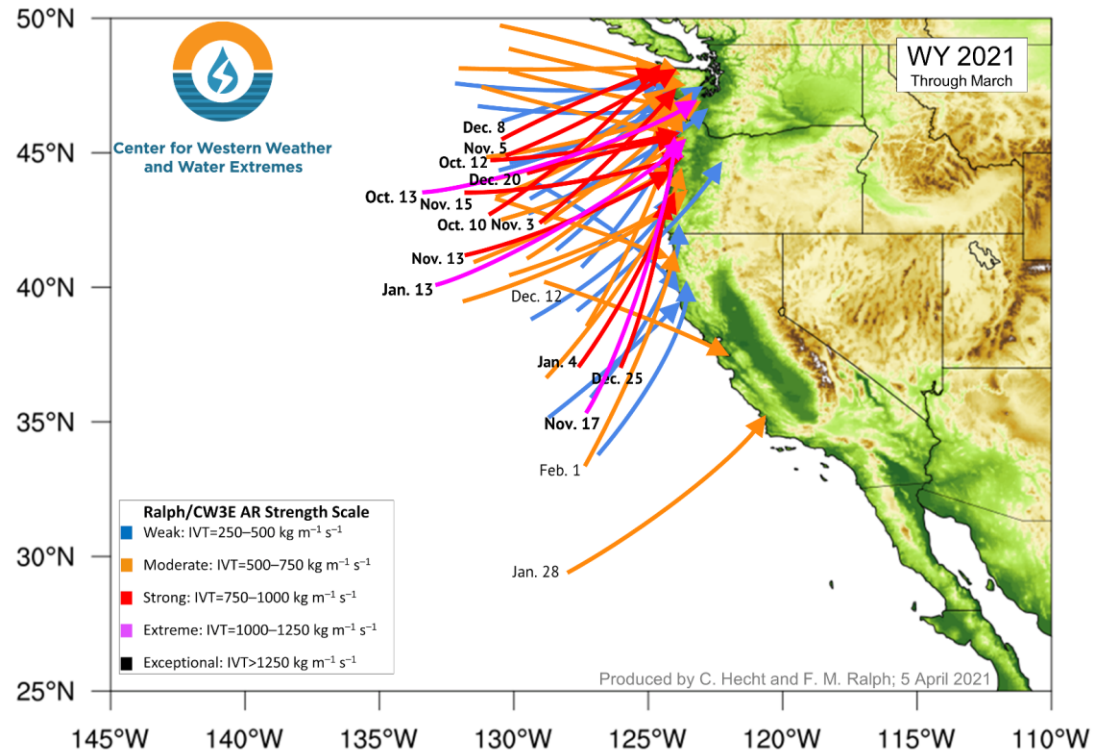 50°N
WY 2021
Through March
Center for Western Weather
and Water Extremes
45°N
Dec. 8
Nov. 5
Oct. 12
Dec. 20
Oct. 13
Nov. 15
Oct. 10 Nov. 3
Nov. 13
Jan. 13
40°N
Dec. 12
Jan. 4
Dec. 25
35°N
Nov. 17
Feb. 1
Ralph/CW3E AR Strength Scale
Weak: IVT=250–500 kg m⁻¹ s⁻¹
Moderate: IVT=500–750 kg m⁻¹ s⁻¹
Strong: IVT=750–1000 kg m⁻¹ s⁻¹
Extreme: IVT=1000–1250 kg m⁻¹ s⁻¹
Exceptional: IVT>1250 kg m⁻¹ s⁻¹
30°N
Jan. 28
Produced by C. Hecht and F. M. Ralph; 5 April 2021
25°N
145°W 140°W 135°W 130°W 125°W 120°W 115°W 110°W